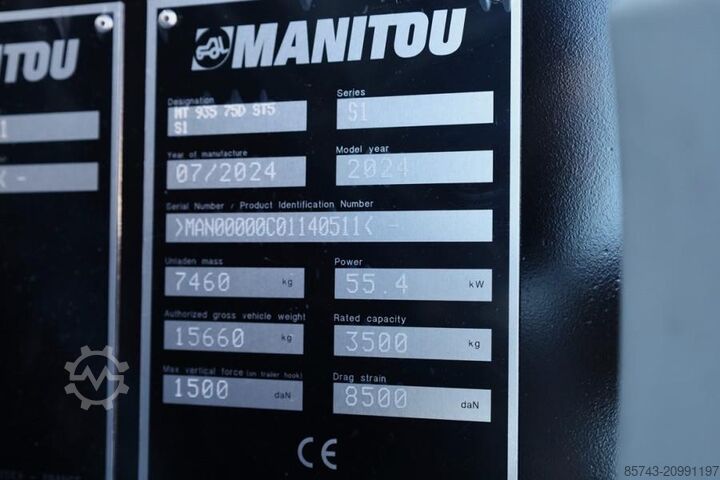 MANITOU
Designation
MT 935 75D ST5
S1
Series
S1
Year of manufacture
07/2024
Model year
2024
Serial Number / Product Identification Number
>MAN00000C01140511< -
Unladen mass
7460 kg
Power
55.4 kW
Authorized gross vehicle weight
15660 kg
Rated capacity
3500 kg
Max vertical force (on trailer hook)
1500 daN
Drag strain
8500 daN
CE
85743-20991197